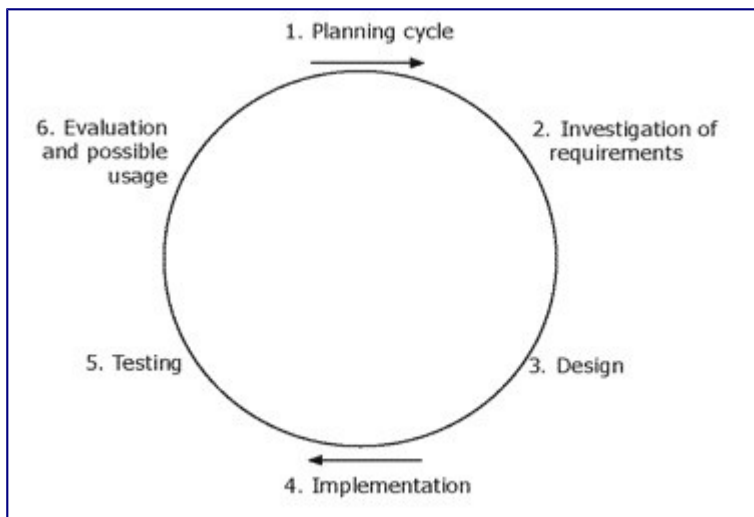 1. Planning cycle
2. Investigation of
requirements
3. Design
4. Implementation
5. Testing
6. Evaluation
and possible
usage